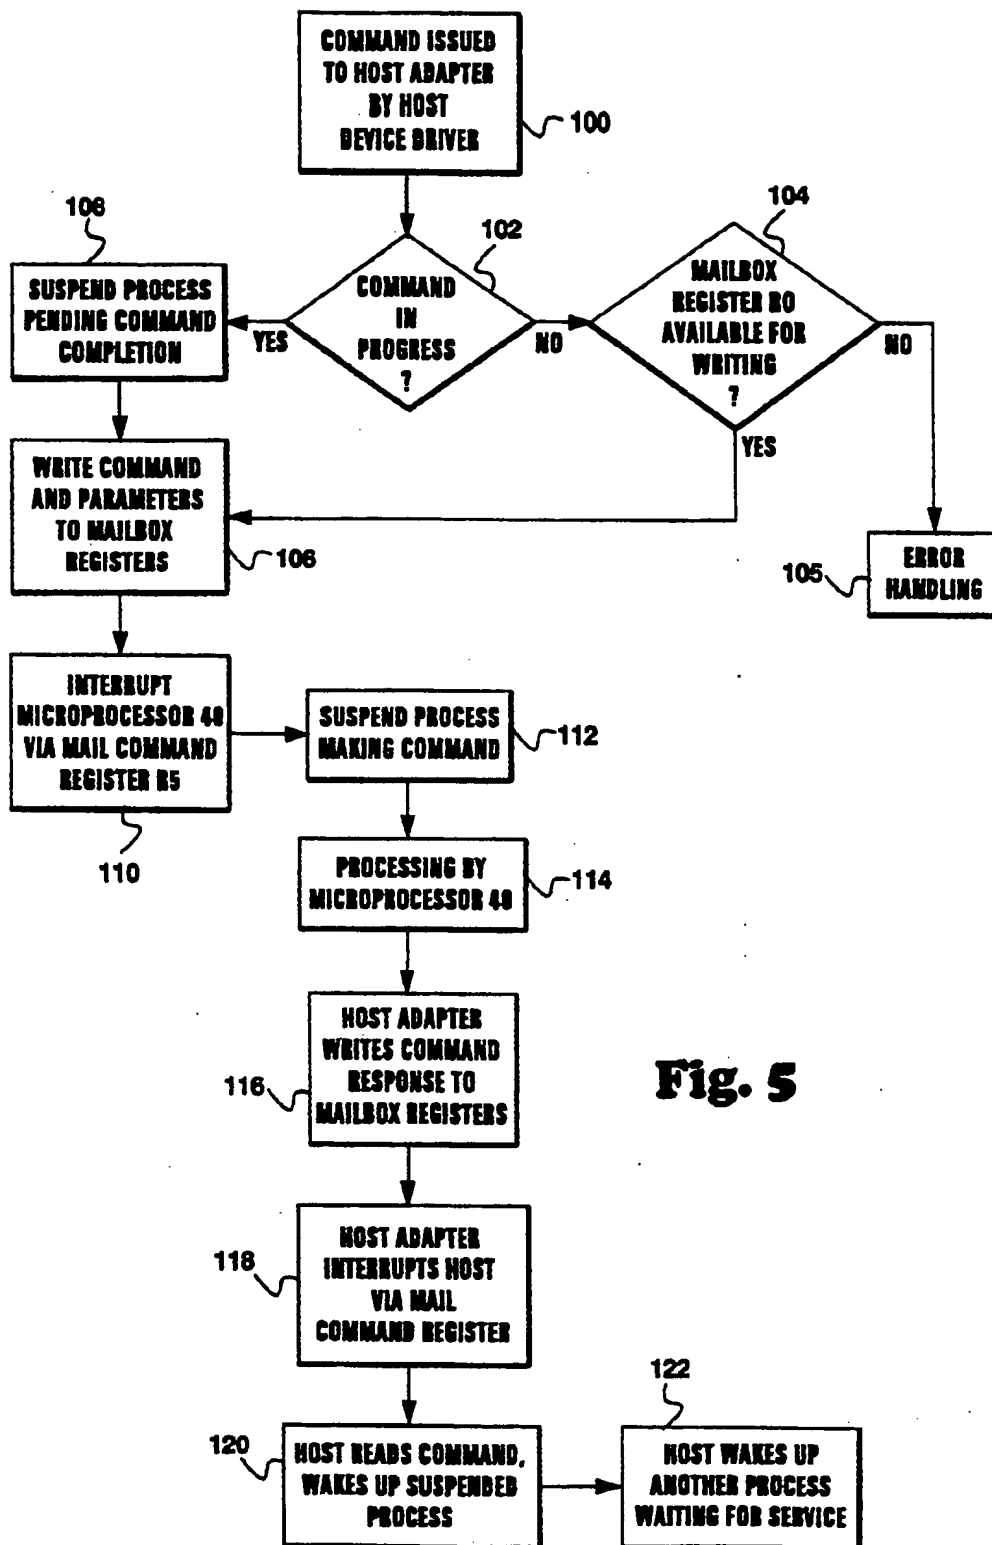 COMMAND ISSUED
TO HOST ADAPTER
BY HOST
DEVICE DRIVER
100
108
102
104
SUSPEND PROCESS
PENDING COMMAND
COMPLETION
YES
COMMAND
IN
PROGRESS
?
NO
MAILBOX
REGISTER R0
AVAILABLE FOR
WRITING
?
NO
YES
WRITE COMMAND
AND PARAMETERS
TO MAILBOX
REGISTERS
106
105
ERROR
HANDLING
INTERRUPT
MICROPROCESSOR 48
VIA MAIL COMMAND
REGISTER R5
110
SUSPEND PROCESS
MAKING COMMAND
112
PROCESSING BY
MICROPROCESSOR 48
114
HOST ADAPTER
WRITES COMMAND
RESPONSE TO
MAILBOX REGISTERS
116
Fig. 5
HOST ADAPTER
INTERRUPTS HOST
VIA MAIL
COMMAND REGISTER
118
120
HOST READS COMMAND,
WAKES UP SUSPENDED
PROCESS
122
HOST WAKES UP
ANOTHER PROCESS
WAITING FOR SERVICE